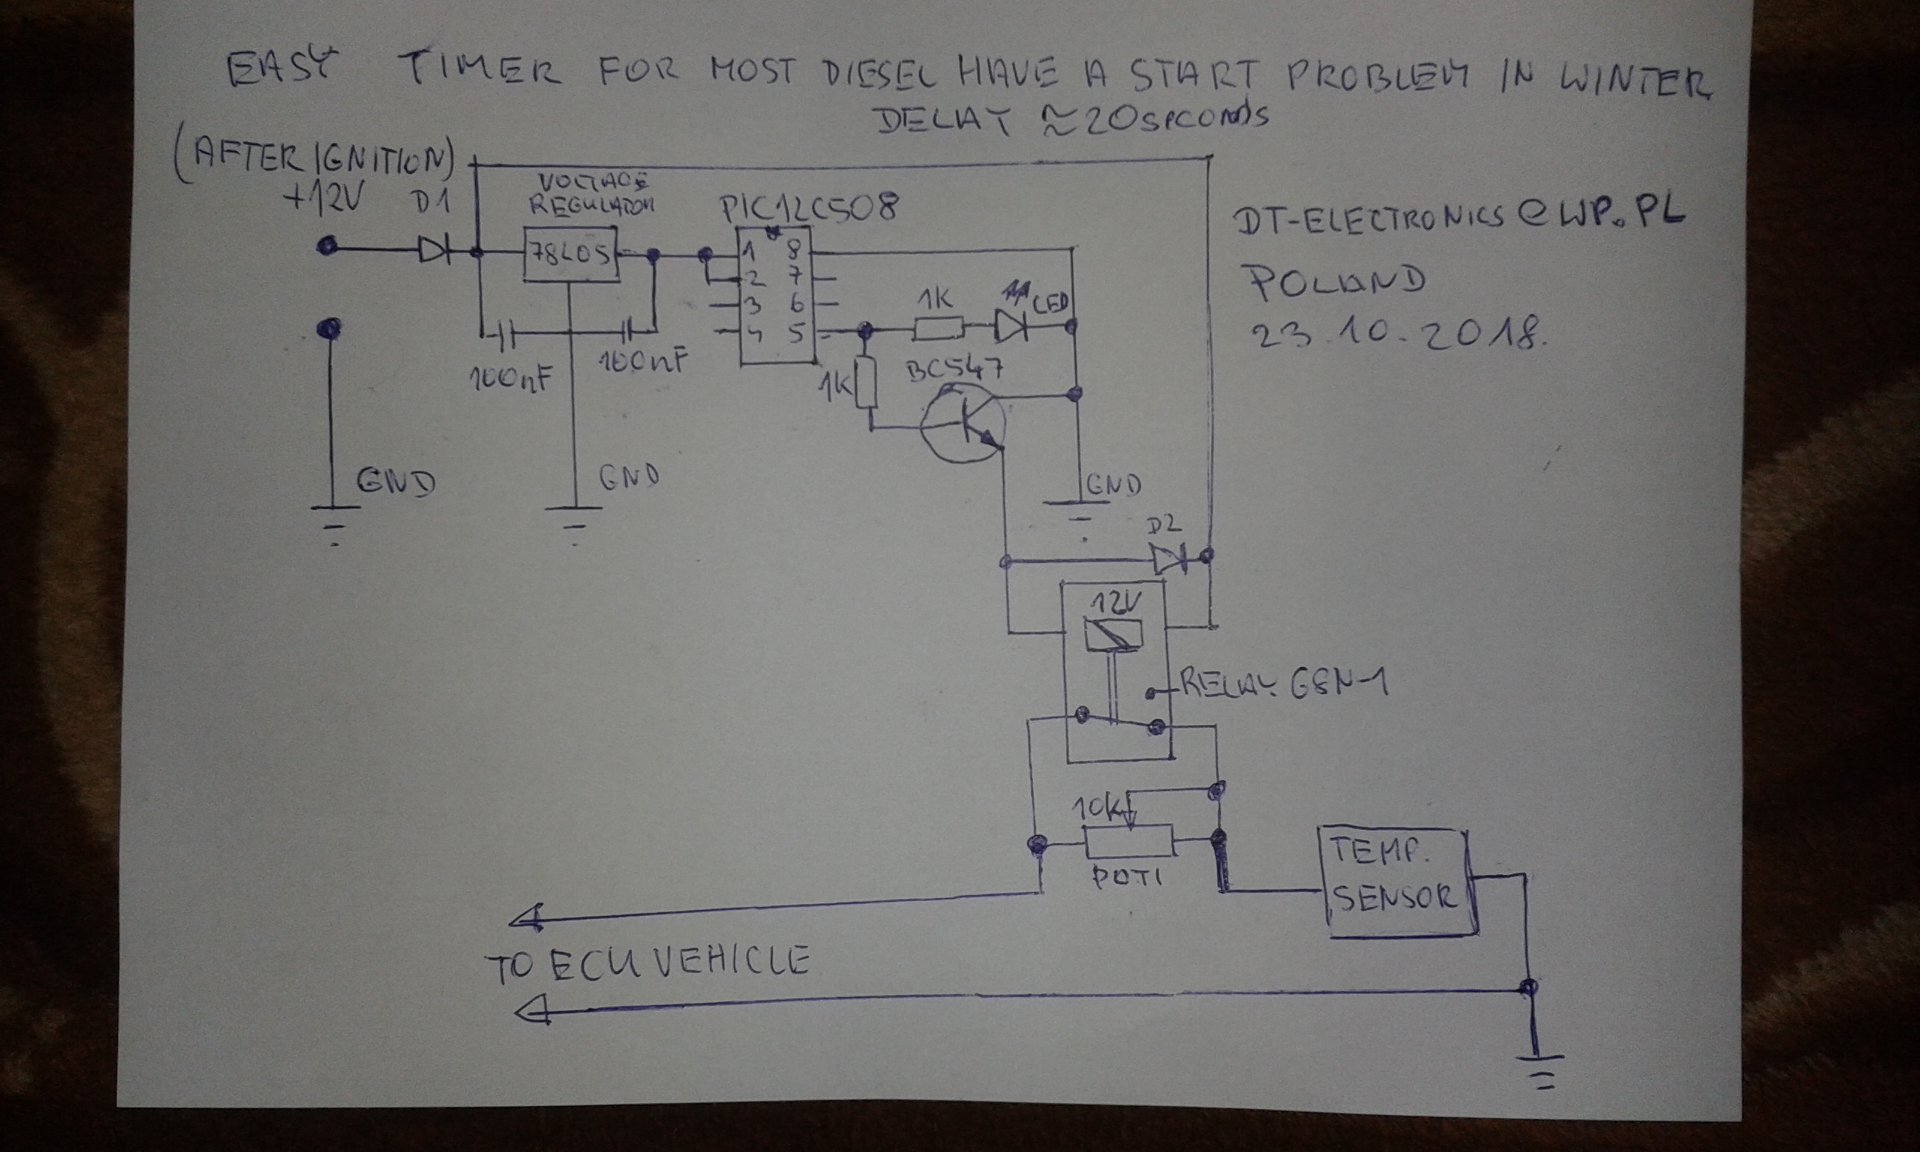 EASY TIMER FOR MOST DIESEL HAVE A START PROBLEM IN WINTER
DELAY ≈20seconds
(AFTER IGNITION)
+12V
D1
VOLTAGE
REGULATOR
78L05
100nF
100nF
GND
GND
PIC12C508
1 8
2 7
3 6
4 5
1K
LED
1K
BC547
GND
DT-ELECTRONICS@WP.PL
POLAND
23.10.2018.
D2
12V
RELAY GSN-1
10K
POT1
TEMP.
SENSOR
TO ECU VEHICLE